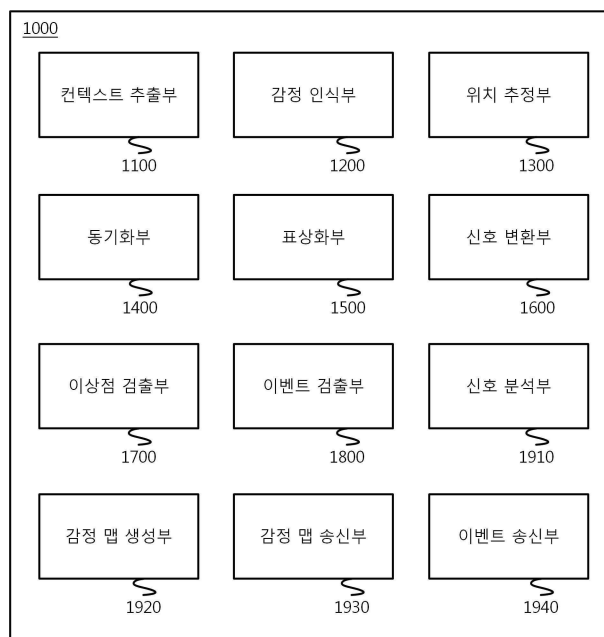 1000
컨텍스트 추출부 감정 인식부 위치 추정부
1100 1200 1300
동기화부 표상화부 신호 변환부
1400 1500 1600
이상점 검출부 이벤트 검출부 신호 분석부
1700 1800 1910
감정 맵 생성부 감정 맵 송신부 이벤트 송신부
1920 1930 1940